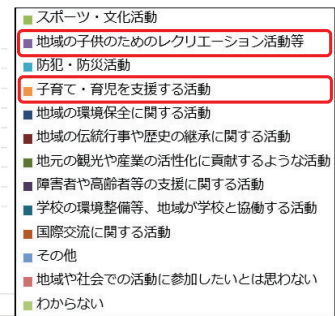 スポーツ・文化活動
地域の子供のためのレクリエーション活動等
防犯・防災活動
子育て・育児を支援する活動
地域の環境保全に関する活動
地域の伝統行事や歴史の継承に関する活動
地元の観光や産業の活性化に貢献するような活動
障害者や高齢者等の支援に関する活動
学校の環境整備等、地域が学校と協働する活動
国際交流に関する活動
その他
地域や社会での活動に参加したいとは思わない
わからない